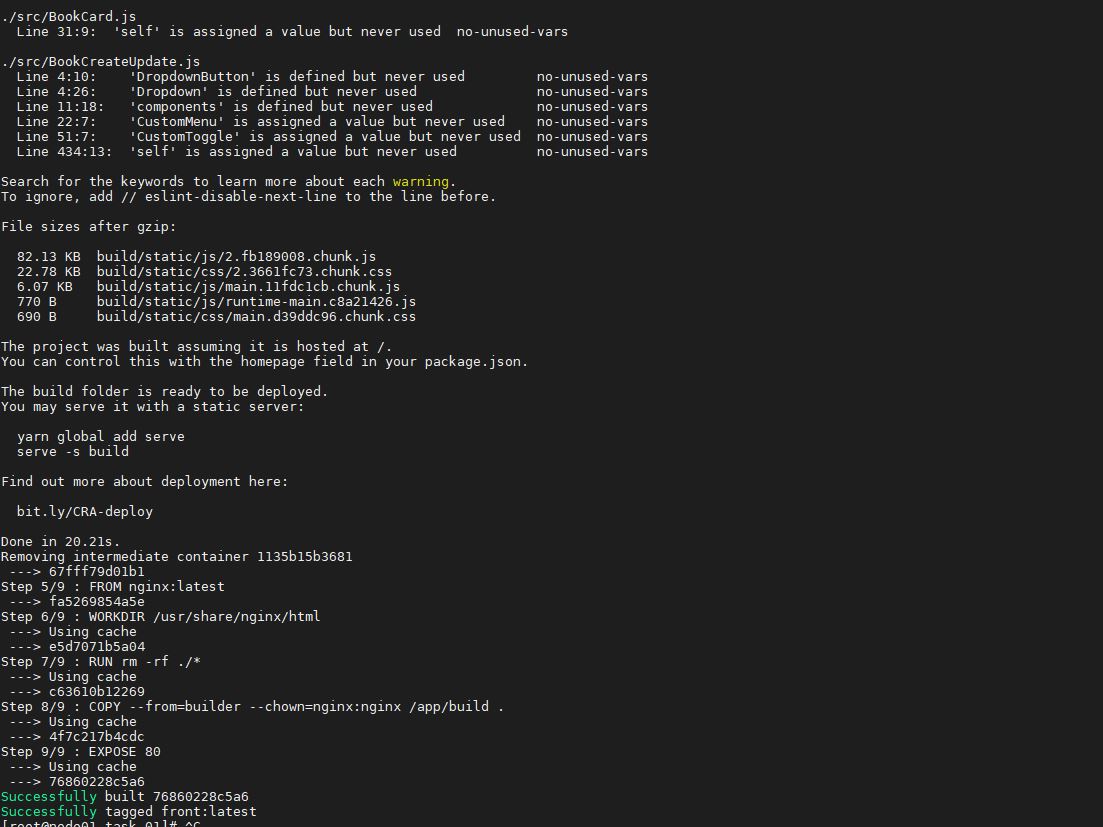 ./src/BookCard.js
  Line 31:9:  'self' is assigned a value but never used  no-unused-vars
./src/BookCreateUpdate.js
  Line 4:10:    'DropdownButton' is defined but never used         no-unused-vars
  Line 4:26:    'Dropdown' is defined but never used               no-unused-vars
  Line 11:18:   'components' is defined but never used             no-unused-vars
  Line 22:7:    'CustomMenu' is assigned a value but never used    no-unused-vars
  Line 51:7:    'CustomToggle' is assigned a value but never used  no-unused-vars
  Line 434:13:  'self' is assigned a value but never used          no-unused-vars
Search for the keywords to learn more about each warning.
To ignore, add // eslint-disable-next-line to the line before.
File sizes after gzip:
  82.13 KB  build/static/js/2.fb189008.chunk.js
  22.78 KB  build/static/css/2.3661fc73.chunk.css
  6.07 KB   build/static/js/main.11fdc1cb.chunk.js
  770 B     build/static/js/runtime-main.c8a21426.js
  690 B     build/static/css/main.d39ddc96.chunk.css
The project was built assuming it is hosted at /.
You can control this with the homepage field in your package.json.
The build folder is ready to be deployed.
You may serve it with a static server:
  yarn global add serve
  serve -s build
Find out more about deployment here:
  bit.ly/CRA-deploy
Done in 20.21s.
Removing intermediate container 1135b15b3681
 ---> 67fff79d01b1
Step 5/9 : FROM nginx:latest
 ---> fa5269854a5e
Step 6/9 : WORKDIR /usr/share/nginx/html
 ---> Using cache
 ---> e5d7071b5a04
Step 7/9 : RUN rm -rf ./*
 ---> Using cache
 ---> c63610b12269
Step 8/9 : COPY --from=builder --chown=nginx:nginx /app/build .
 ---> Using cache
 ---> 4f7c217b4cdc
Step 9/9 : EXPOSE 80
 ---> Using cache
 ---> 76860228c5a6
Successfully built 76860228c5a6
Successfully tagged front:latest
[root@node01 task 01]# ^C